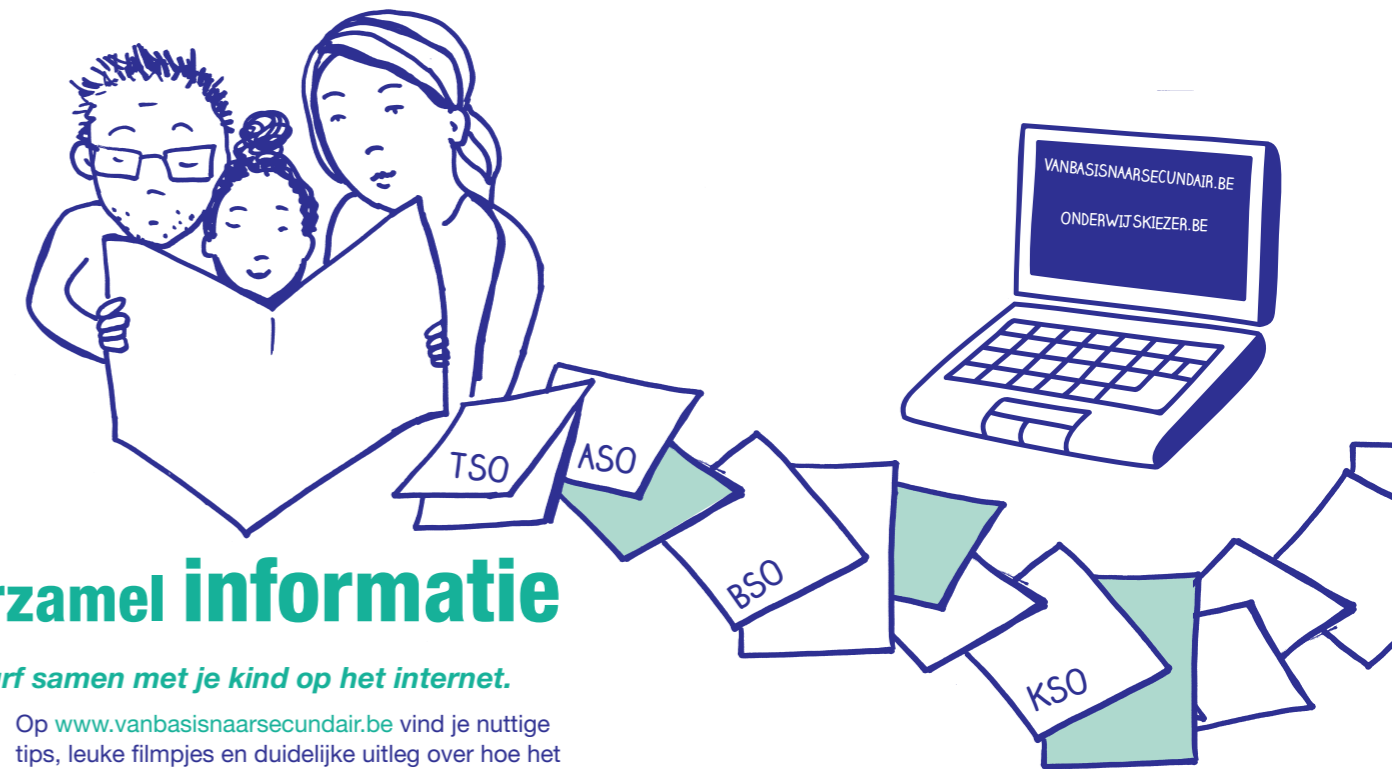 VANBASISNAARSECUNDAIR.BE
ONDERWIJSKIEZER.BE
TSO
ASO
BSO
KSO
rzamel informatie
rf samen met je kind op het internet.
Op www.vanbasisnaarsecundair.be vind je nuttige
tips, leuke filmpjes en duidelijke uitleg over hoe het